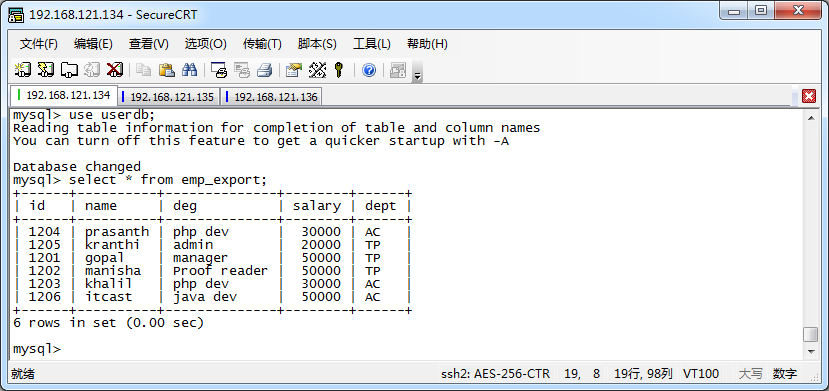 192.168.121.134 - SecureCRT
文件(F) 编辑(E) 查看(V) 选项(O) 传输(T) 脚本(S) 工具(L) 帮助(H)
192.168.121.134 192.168.121.135 192.168.121.136
mysql> use userdb;
Reading table information for completion of table and column names
You can turn off this feature to get a quicker startup with -A
Database changed
mysql> select * from emp_export;
+------+----------+--------------+--------+------+
| id   | name     | deg          | salary | dept |
+------+----------+--------------+--------+------+
| 1204 | prasanth | php dev      |  30000 | AC   |
| 1205 | kranthi  | admin        |  20000 | TP   |
| 1201 | gopal    | manager      |  50000 | TP   |
| 1202 | manisha  | Proof reader |  50000 | TP   |
| 1203 | khalil   | php dev      |  30000 | AC   |
| 1206 | itcast   | java dev     |  50000 | AC   |
+------+----------+--------------+--------+------+
6 rows in set (0.00 sec)
mysql>
就绪 ssh2: AES-256-CTR 19, 8 19行, 98列 VT100 大写 数字